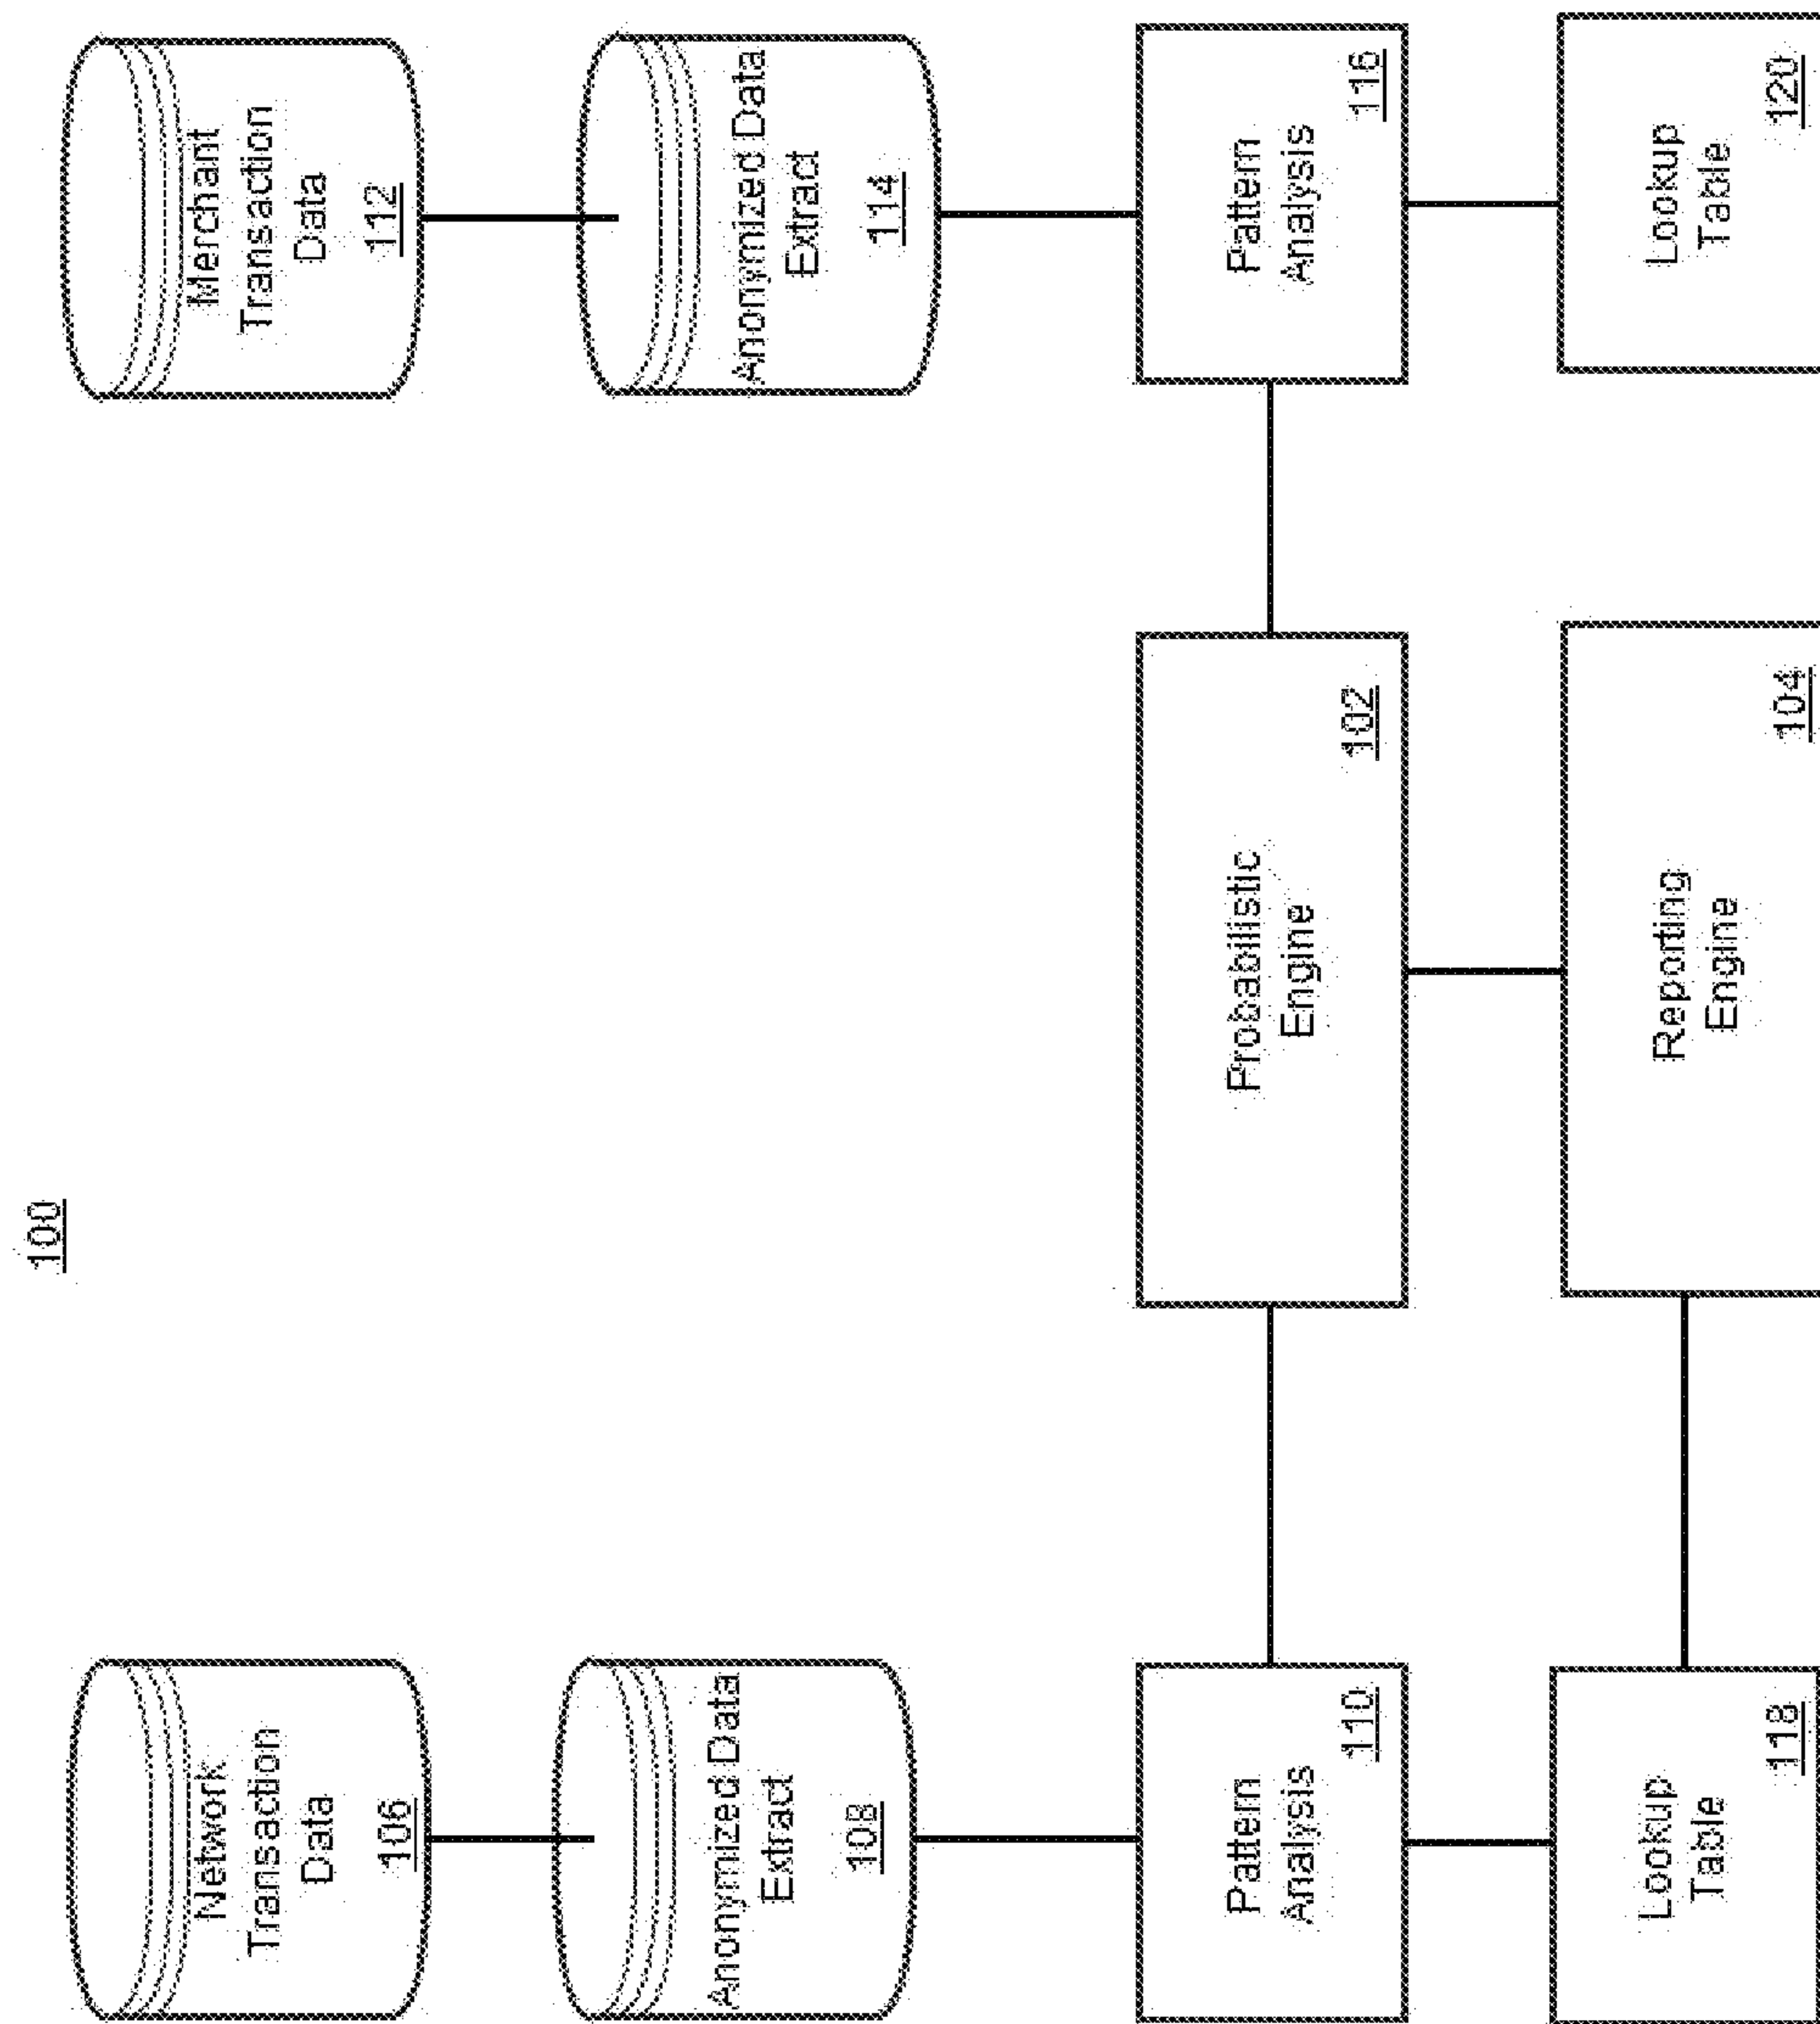 100
Network
Transaction
Data
106
Merchant
Transaction
Data
112
Anonymized Data
Extract
108
Anonymized Data
Extract
114
Pattern
Analysis
110
Probabilistic
Engine
102
Pattern
Analysis
116
Lookup
Table
118
Reporting
Engine
104
Lookup
Table
120